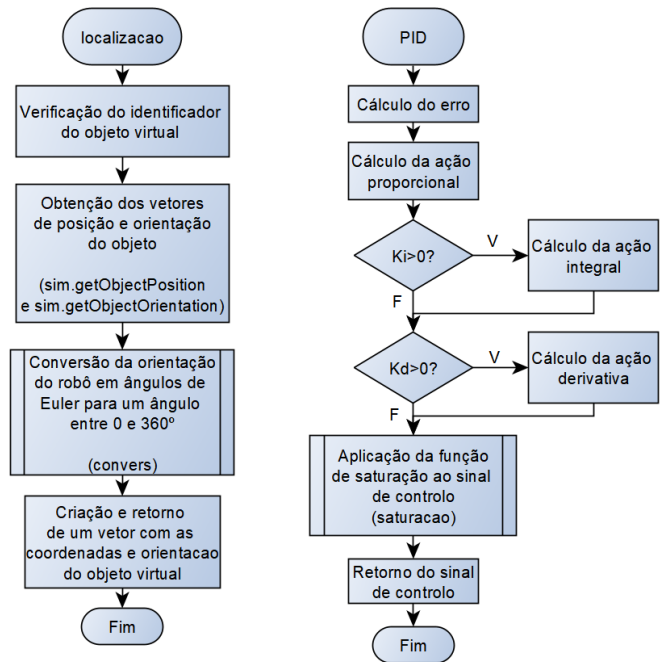 localizacao
Verificação do identificador
do objeto virtual
Obtenção dos vetores
de posição e orientação
do objeto
(sim.getObjectPosition
e sim.getObjectOrientation)
Conversão da orientação
do robô em ângulos de
Euler para um ângulo
entre 0 e 360º
(convers)
Criação e retorno
de um vetor com as
coordenadas e orientacao
do objeto virtual
Fim
PID
Cálculo do erro
Cálculo da ação
proporcional
Ki>0?
V
Cálculo da ação
integral
F
Kd>0?
V
Cálculo da ação
derivativa
F
Aplicação da função
de saturação ao sinal
de controlo
(saturacao)
Retorno do sinal
de controlo
Fim